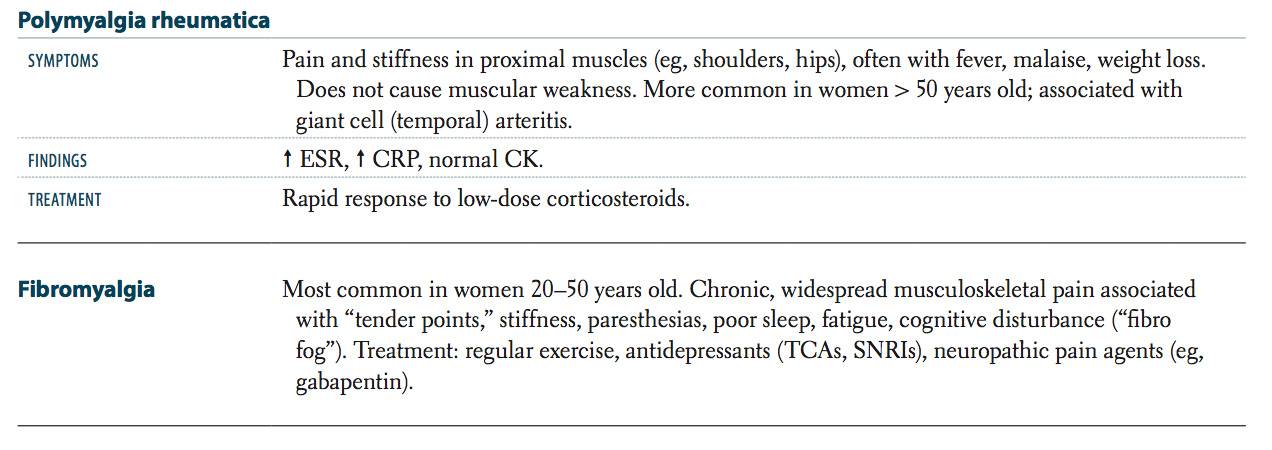 Polymyalgia rheumatica
SYMPTOMS Pain and stiffness in proximal muscles (eg, shoulders, hips), often with fever, malaise, weight loss.
Does not cause muscular weakness. More common in women > 50 years old; associated with
giant cell (temporal) arteritis.
FINDINGS ↑ ESR, ↑ CRP, normal CK.
TREATMENT Rapid response to low-dose corticosteroids.
Fibromyalgia Most common in women 20–50 years old. Chronic, widespread musculoskeletal pain associated
with “tender points,” stiffness, paresthesias, poor sleep, fatigue, cognitive disturbance (“fibro
fog”). Treatment: regular exercise, antidepressants (TCAs, SNRIs), neuropathic pain agents (eg,
gabapentin).